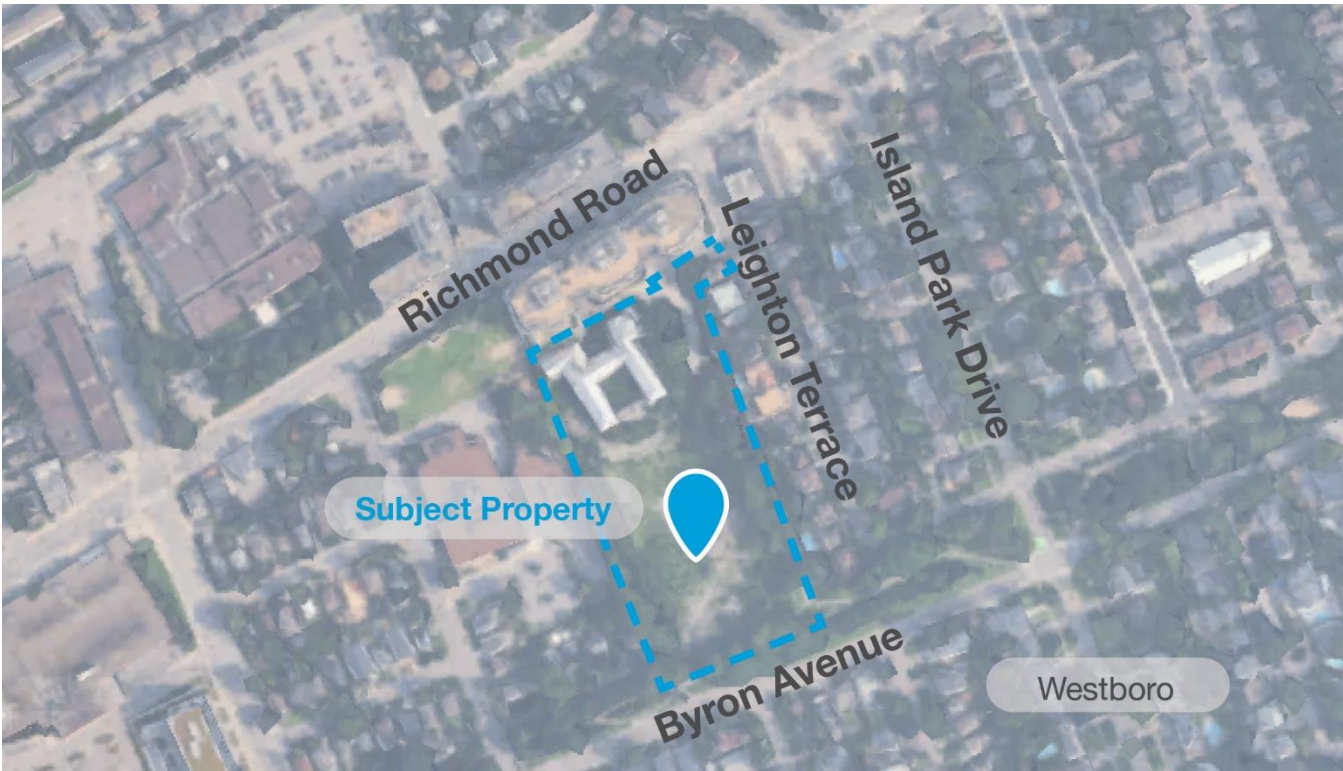 Richmond Road
Leighton Terrace
Island Park Drive
Subject Property
Byron Avenue
Westboro